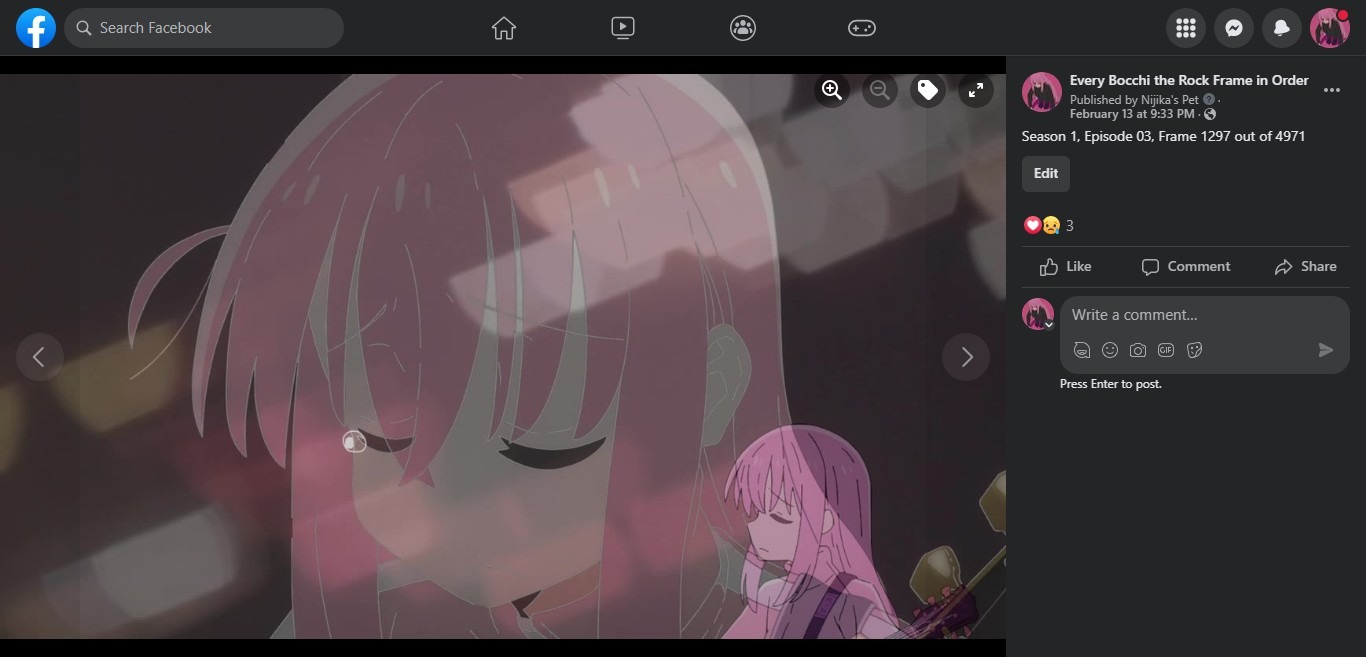 Search Facebook
Every Bocchi the Rock Frame in Order
Published by Nijika's Pet ·
February 13 at 9:33 PM ·
Season 1, Episode 03, Frame 1297 out of 4971
Edit
3
Like Comment Share
Write a comment...
GIF
Press Enter to post.